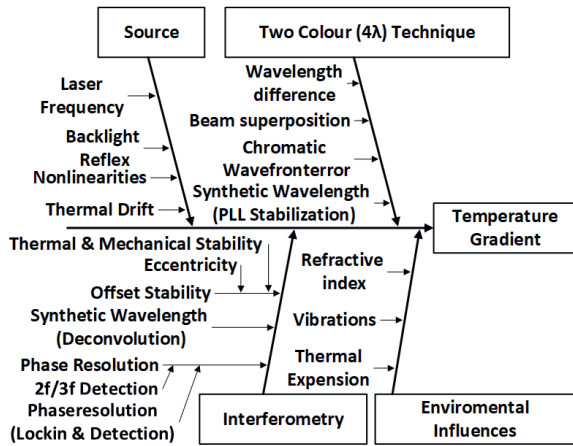 Source
Two Colour (4λ) Technique
Laser
Frequency
Backlight
Reflex
Nonlinearities
Thermal Drift
Wavelength
difference
Beam superposition
Chromatic
Wavefronterror
Synthetic Wavelength
(PLL Stabilization)
Temperature
Gradient
Thermal & Mechanical Stability
Eccentricity
Offset Stability
Synthetic Wavelength
(Deconvolution)
Phase Resolution
2f/3f Detection
Phaseresolution
(Lockin & Detection)
Refractive
index
Vibrations
Thermal
Expension
Interferometry
Enviromental
Influences